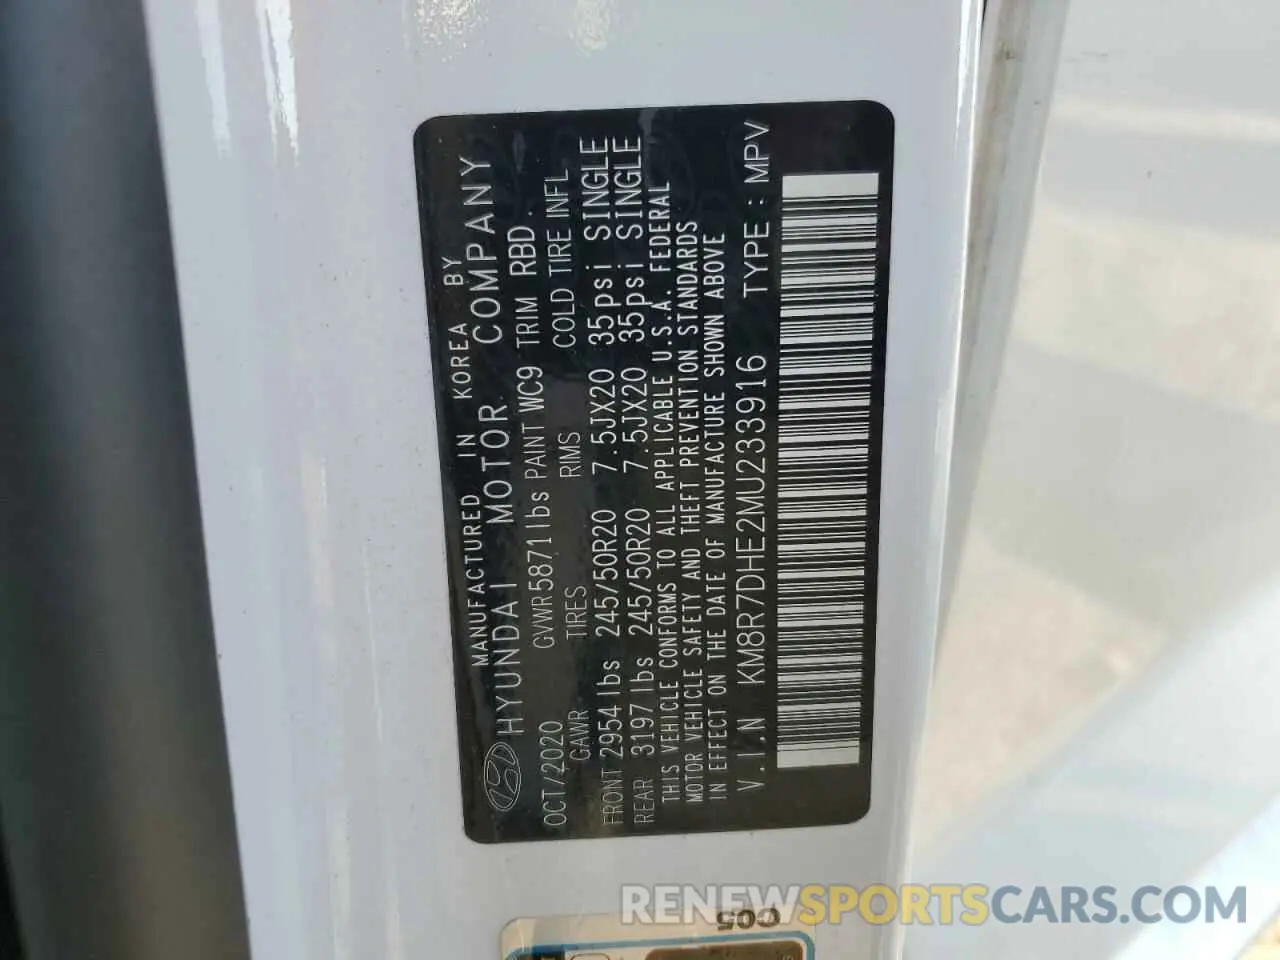 MANUFACTURED IN KOREA BY
HYUNDAI MOTOR COMPANY
OCT/2020 GVWR 5871lbs PAINT WC9 TRIM RBD
GAWR TIRES RIMS COLD TIRE INFL.
FRONT 2954lbs 245/50R20 7.5JX20 35psi SINGLE
REAR 3197lbs 245/50R20 7.5JX20 35psi SINGLE
THIS VEHICLE CONFORMS TO ALL APPLICABLE U.S.A. FEDERAL
MOTOR VEHICLE SAFETY AND THEFT PREVENTION STANDARDS
IN EFFECT ON THE DATE OF MANUFACTURE SHOWN ABOVE
V.I.N KM8R7DHE2MU233916 TYPE : MPV
RENEWSPORTSCARS.COM